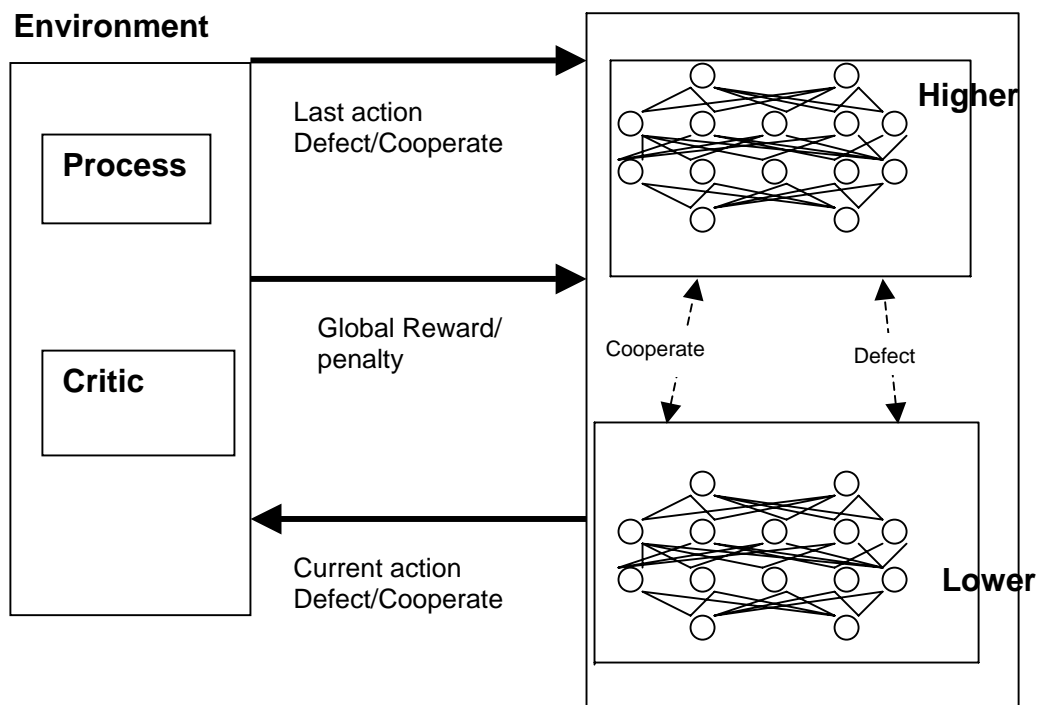 Environment
Process
Critic
Last action
Defect/Cooperate
Global Reward/
penalty
Current action
Defect/Cooperate
Higher
Cooperate
Defect
Lower